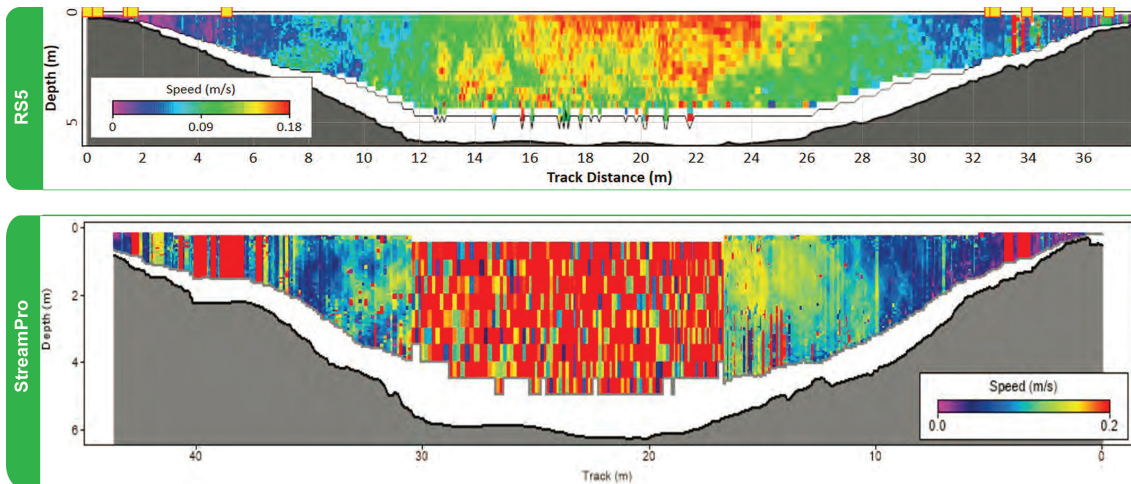 RS5
Depth (m)
0
5
Speed (m/s)
0 0.09 0.18
0 2 4 6 8 10 12 14 16 18 20 22 24 26 28 30 32 34 36
Track Distance (m)
StreamPro
Depth (m)
0
2
4
6
Speed (m/s)
0.0 0.2
40 30 20 10 0
Track (m)